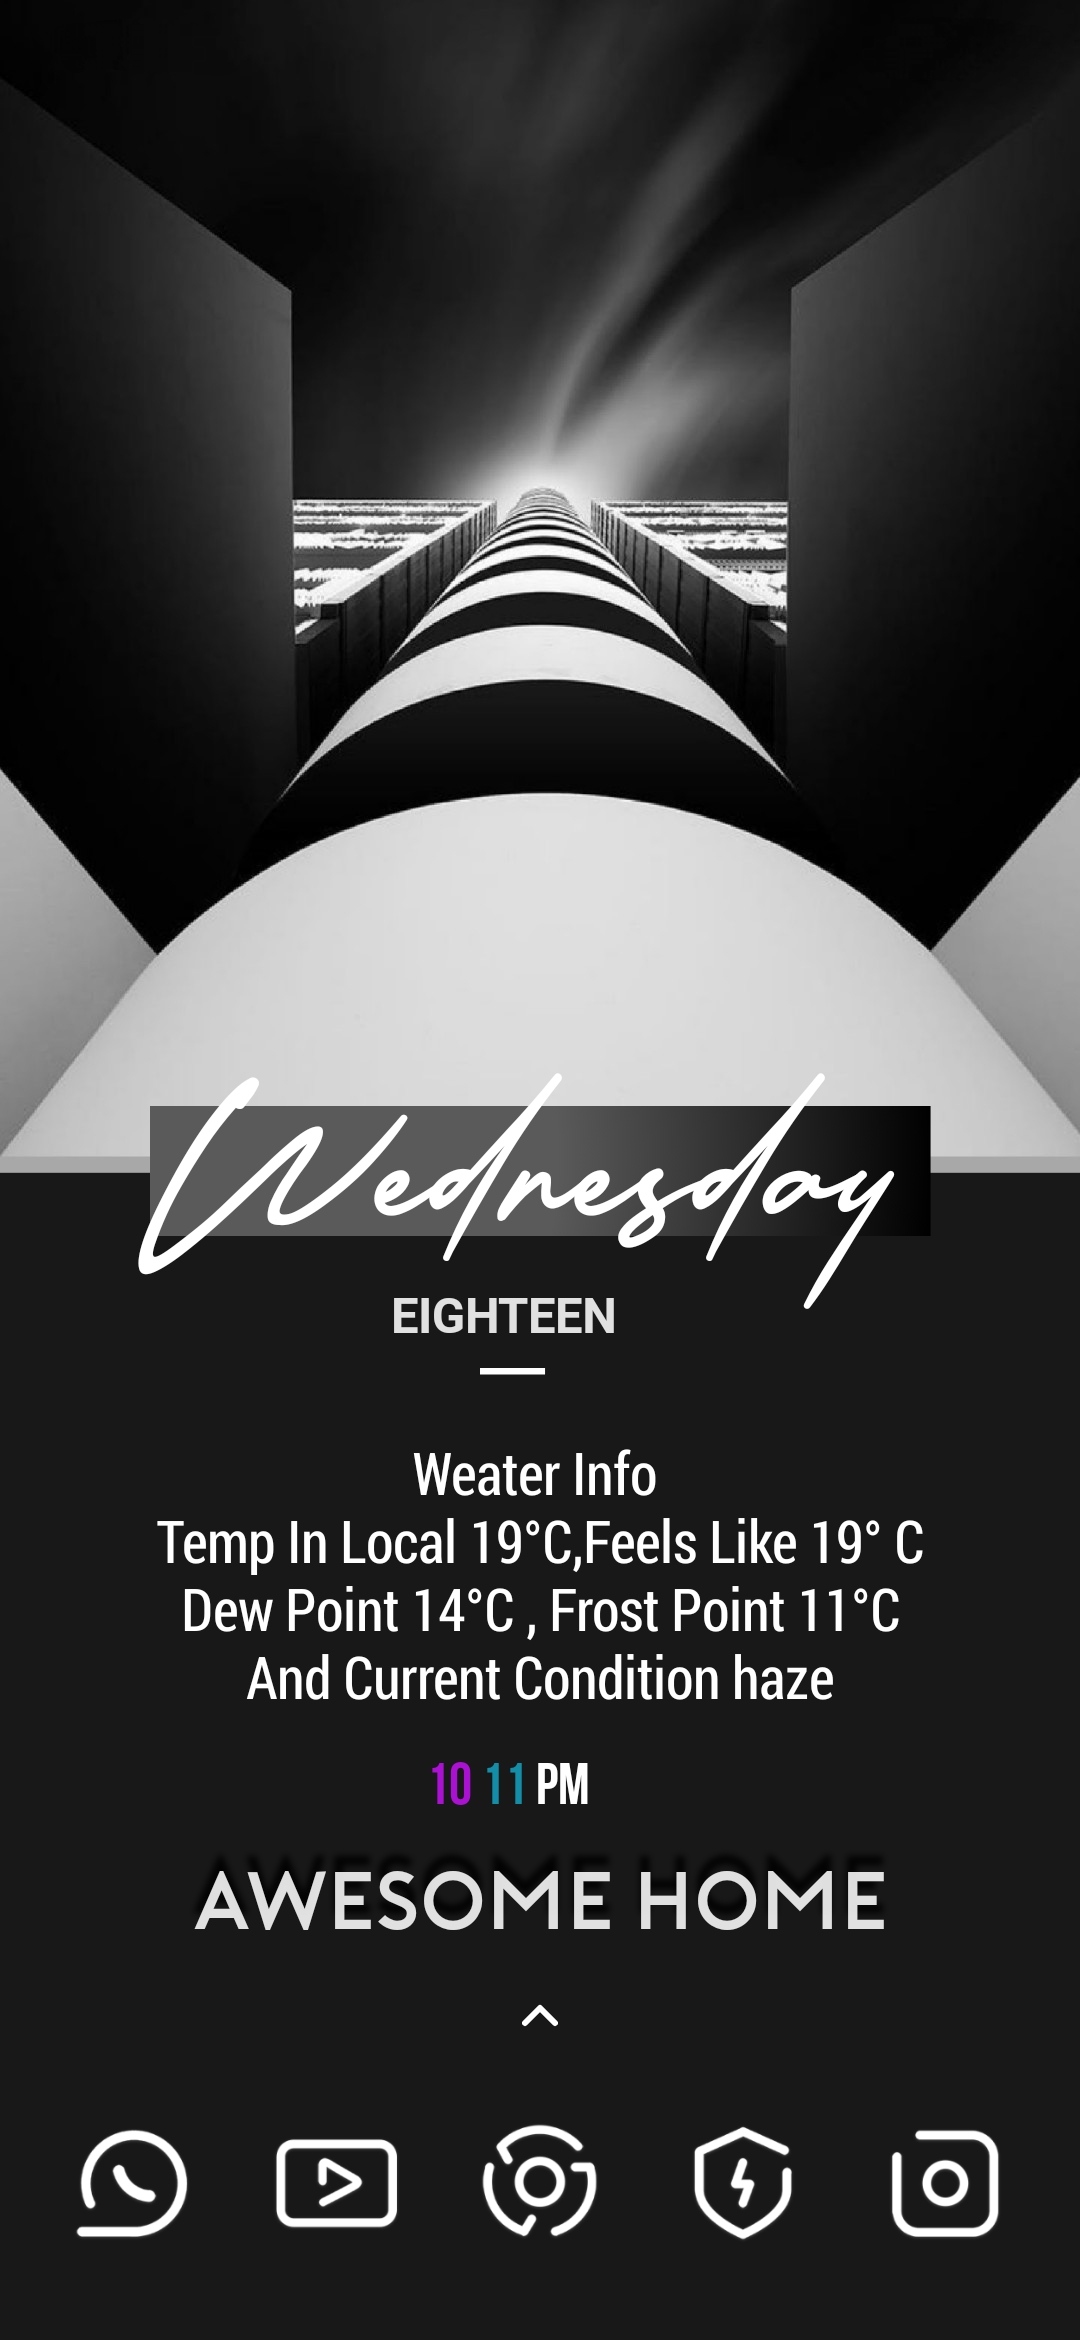 Wednesday
EIGHTEEN
Weater Info
Temp In Local 19°C,Feels Like 19° C
Dew Point 14°C , Frost Point 11°C
And Current Condition haze
10 11 PM
AWESOME HOME